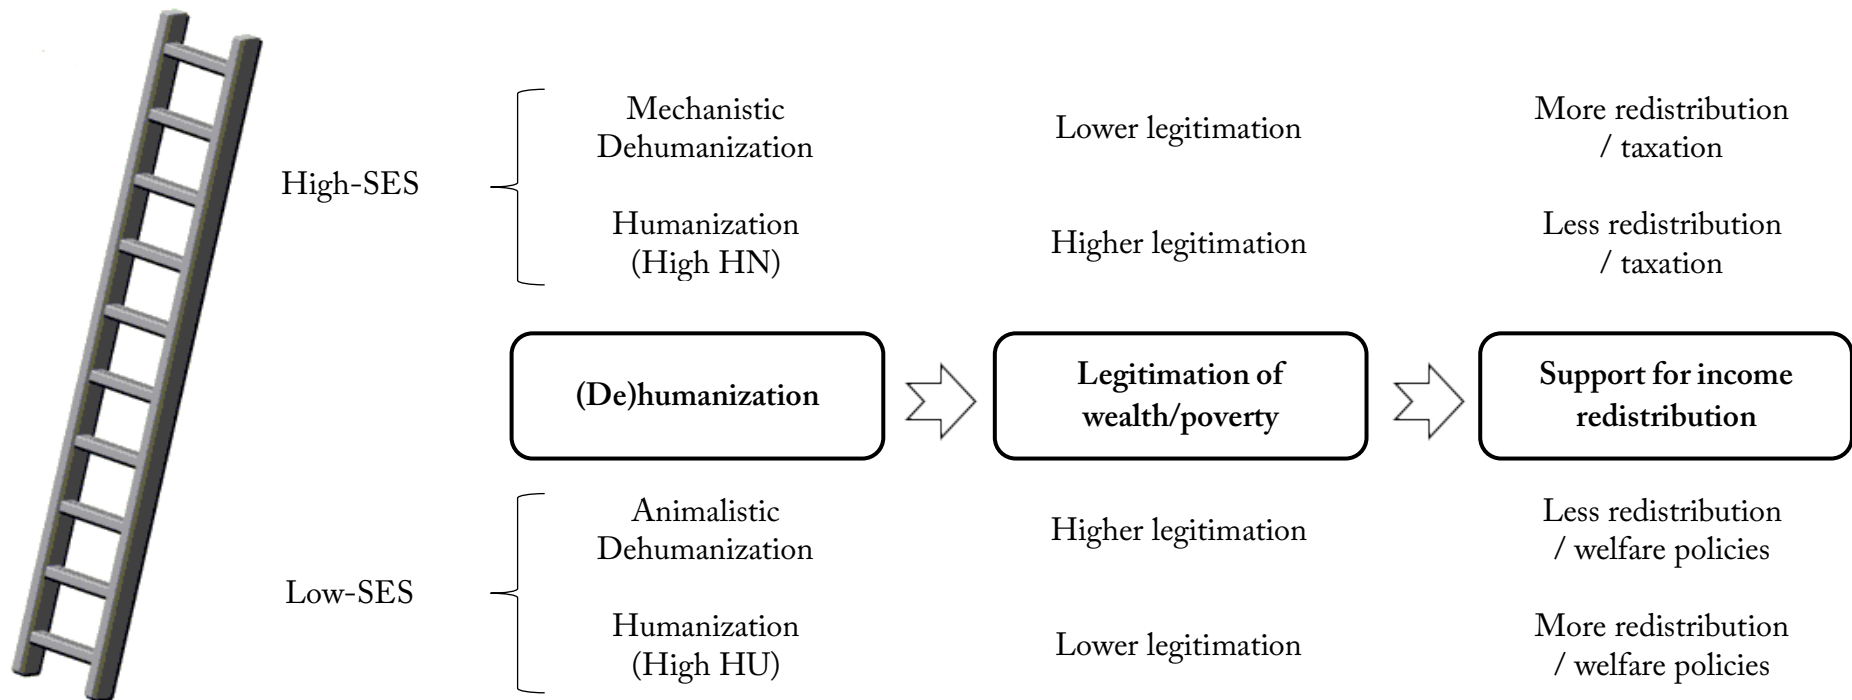 Mechanistic
Dehumanization
Lower legitimation
More redistribution
/ taxation
High-SES
Humanization
(High HN)
Higher legitimation
Less redistribution
/ taxation
(De)humanization
Legitimation of
wealth/poverty
Support for income
redistribution
Animalistic
Dehumanization
Higher legitimation
Less redistribution
/ welfare policies
Low-SES
Humanization
(High HU)
Lower legitimation
More redistribution
/ welfare policies